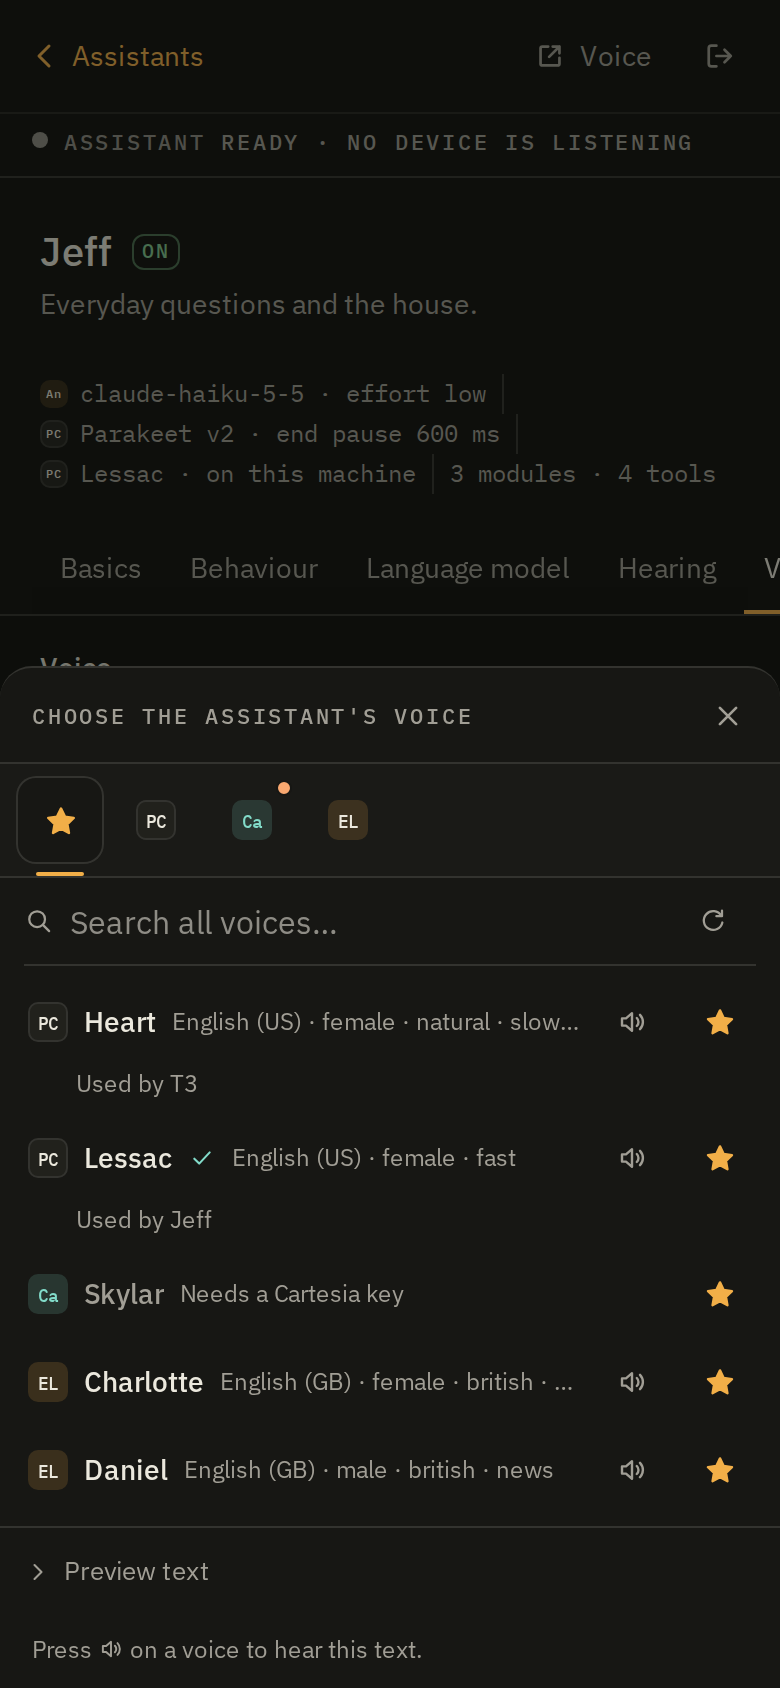 Assistants Voice
ASSISTANT READY · NO DEVICE IS LISTENING
Jeff ON
Everyday questions and the house.
An claude-haiku-5-5 · effort low
PC Parakeet v2 · end pause 600 ms
PC Lessac · on this machine 3 modules · 4 tools
Basics Behaviour Language model Hearing V
Voice
CHOOSE THE ASSISTANT'S VOICE
PC Ca EL
Search all voices...
PC Heart English (US) · female · natural · slow...
Used by T3
PC Lessac English (US) · female · fast
Used by Jeff
Ca Skylar Needs a Cartesia key
EL Charlotte English (GB) · female · british · ...
EL Daniel English (GB) · male · british · news
Preview text
Press on a voice to hear this text.